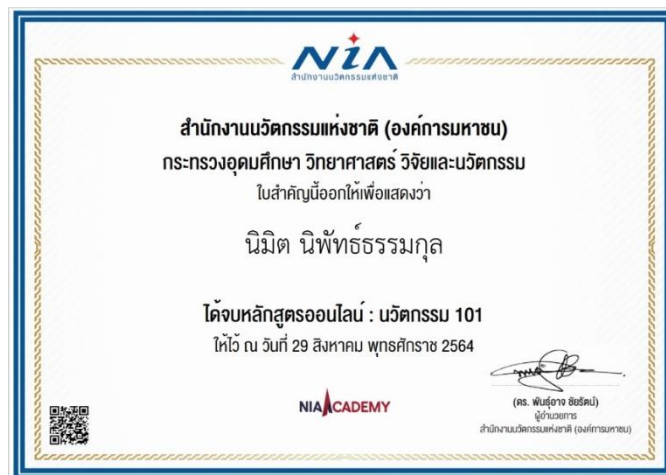 NiA
สำนักงานนวัตกรรมแห่งชาติ
สำนักงานนวัตกรรมแห่งชาติ (องค์การมหาชน)
กระทรวงอุดมศึกษา วิทยาศาสตร์ วิจัยและนวัตกรรม
ใบสำคัญนี้ออกให้เพื่อแสดงว่า
นิมิต นิพัทธ์ธรรมกุล
ได้จบหลักสูตรออนไลน์ : นวัตกรรม 101
ให้ไว้ ณ วันที่ 29 สิงหาคม พุทธศักราช 2564
NIA ACADEMY
(ดร. พันธุ์อาจ ชัยรัตน์)
ผู้อำนวยการ
สำนักงานนวัตกรรมแห่งชาติ (องค์การมหาชน)